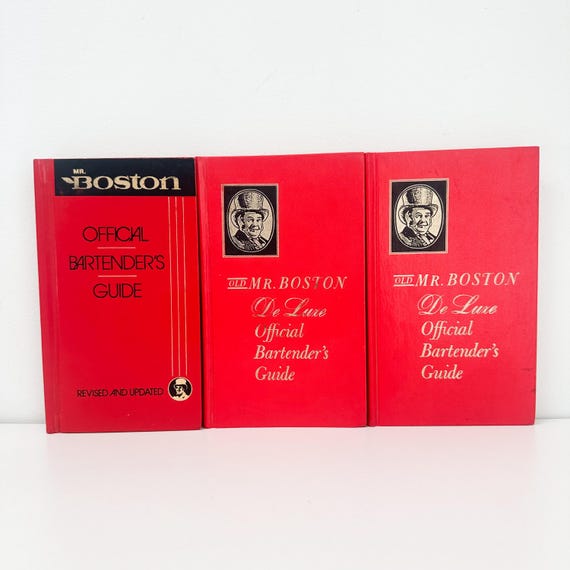 MR.
BOSTON
OFFICIAL
BARTENDER'S
GUIDE
REVISED AND UPDATED
OLD MR. BOSTON
De Luxe
Official
Bartender's
Guide
OLD MR. BOSTON
De Luxe
Official
Bartender's
Guide